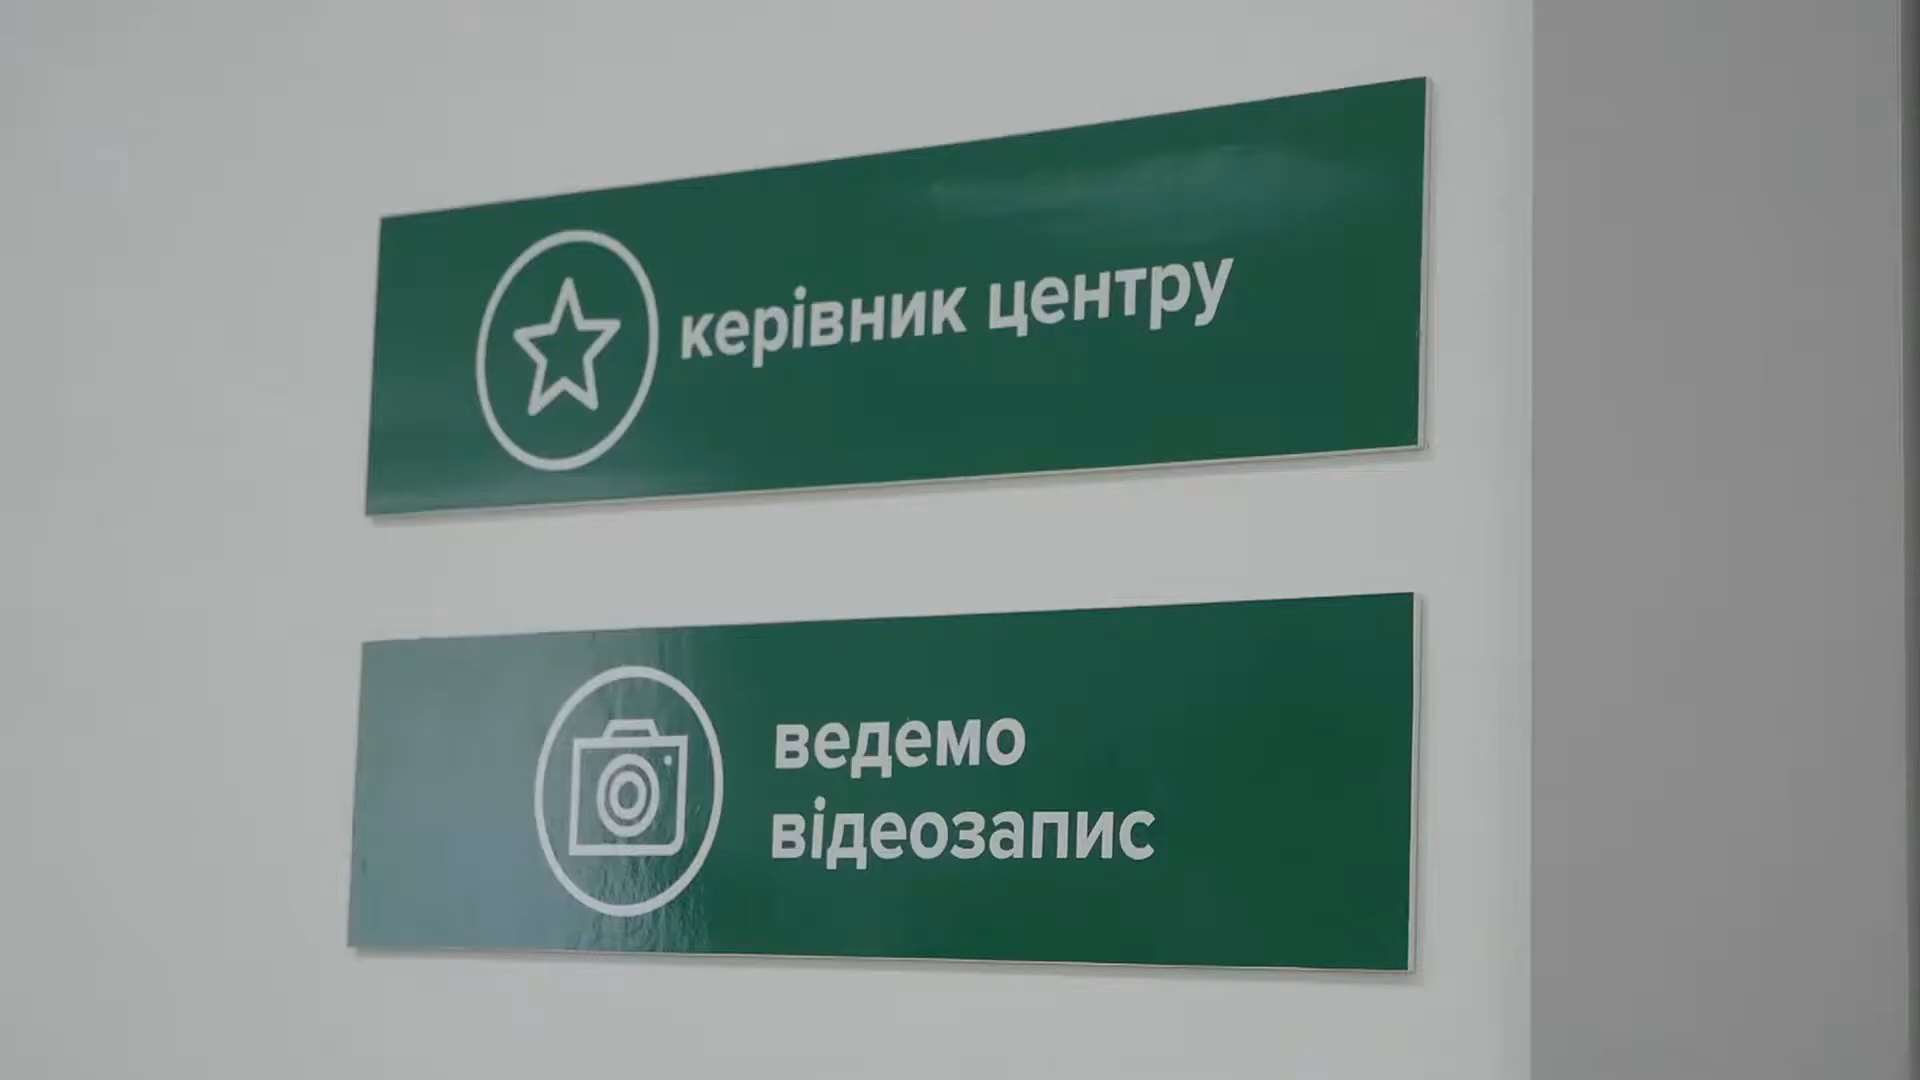 керівник центру
ведемо
відеозапис